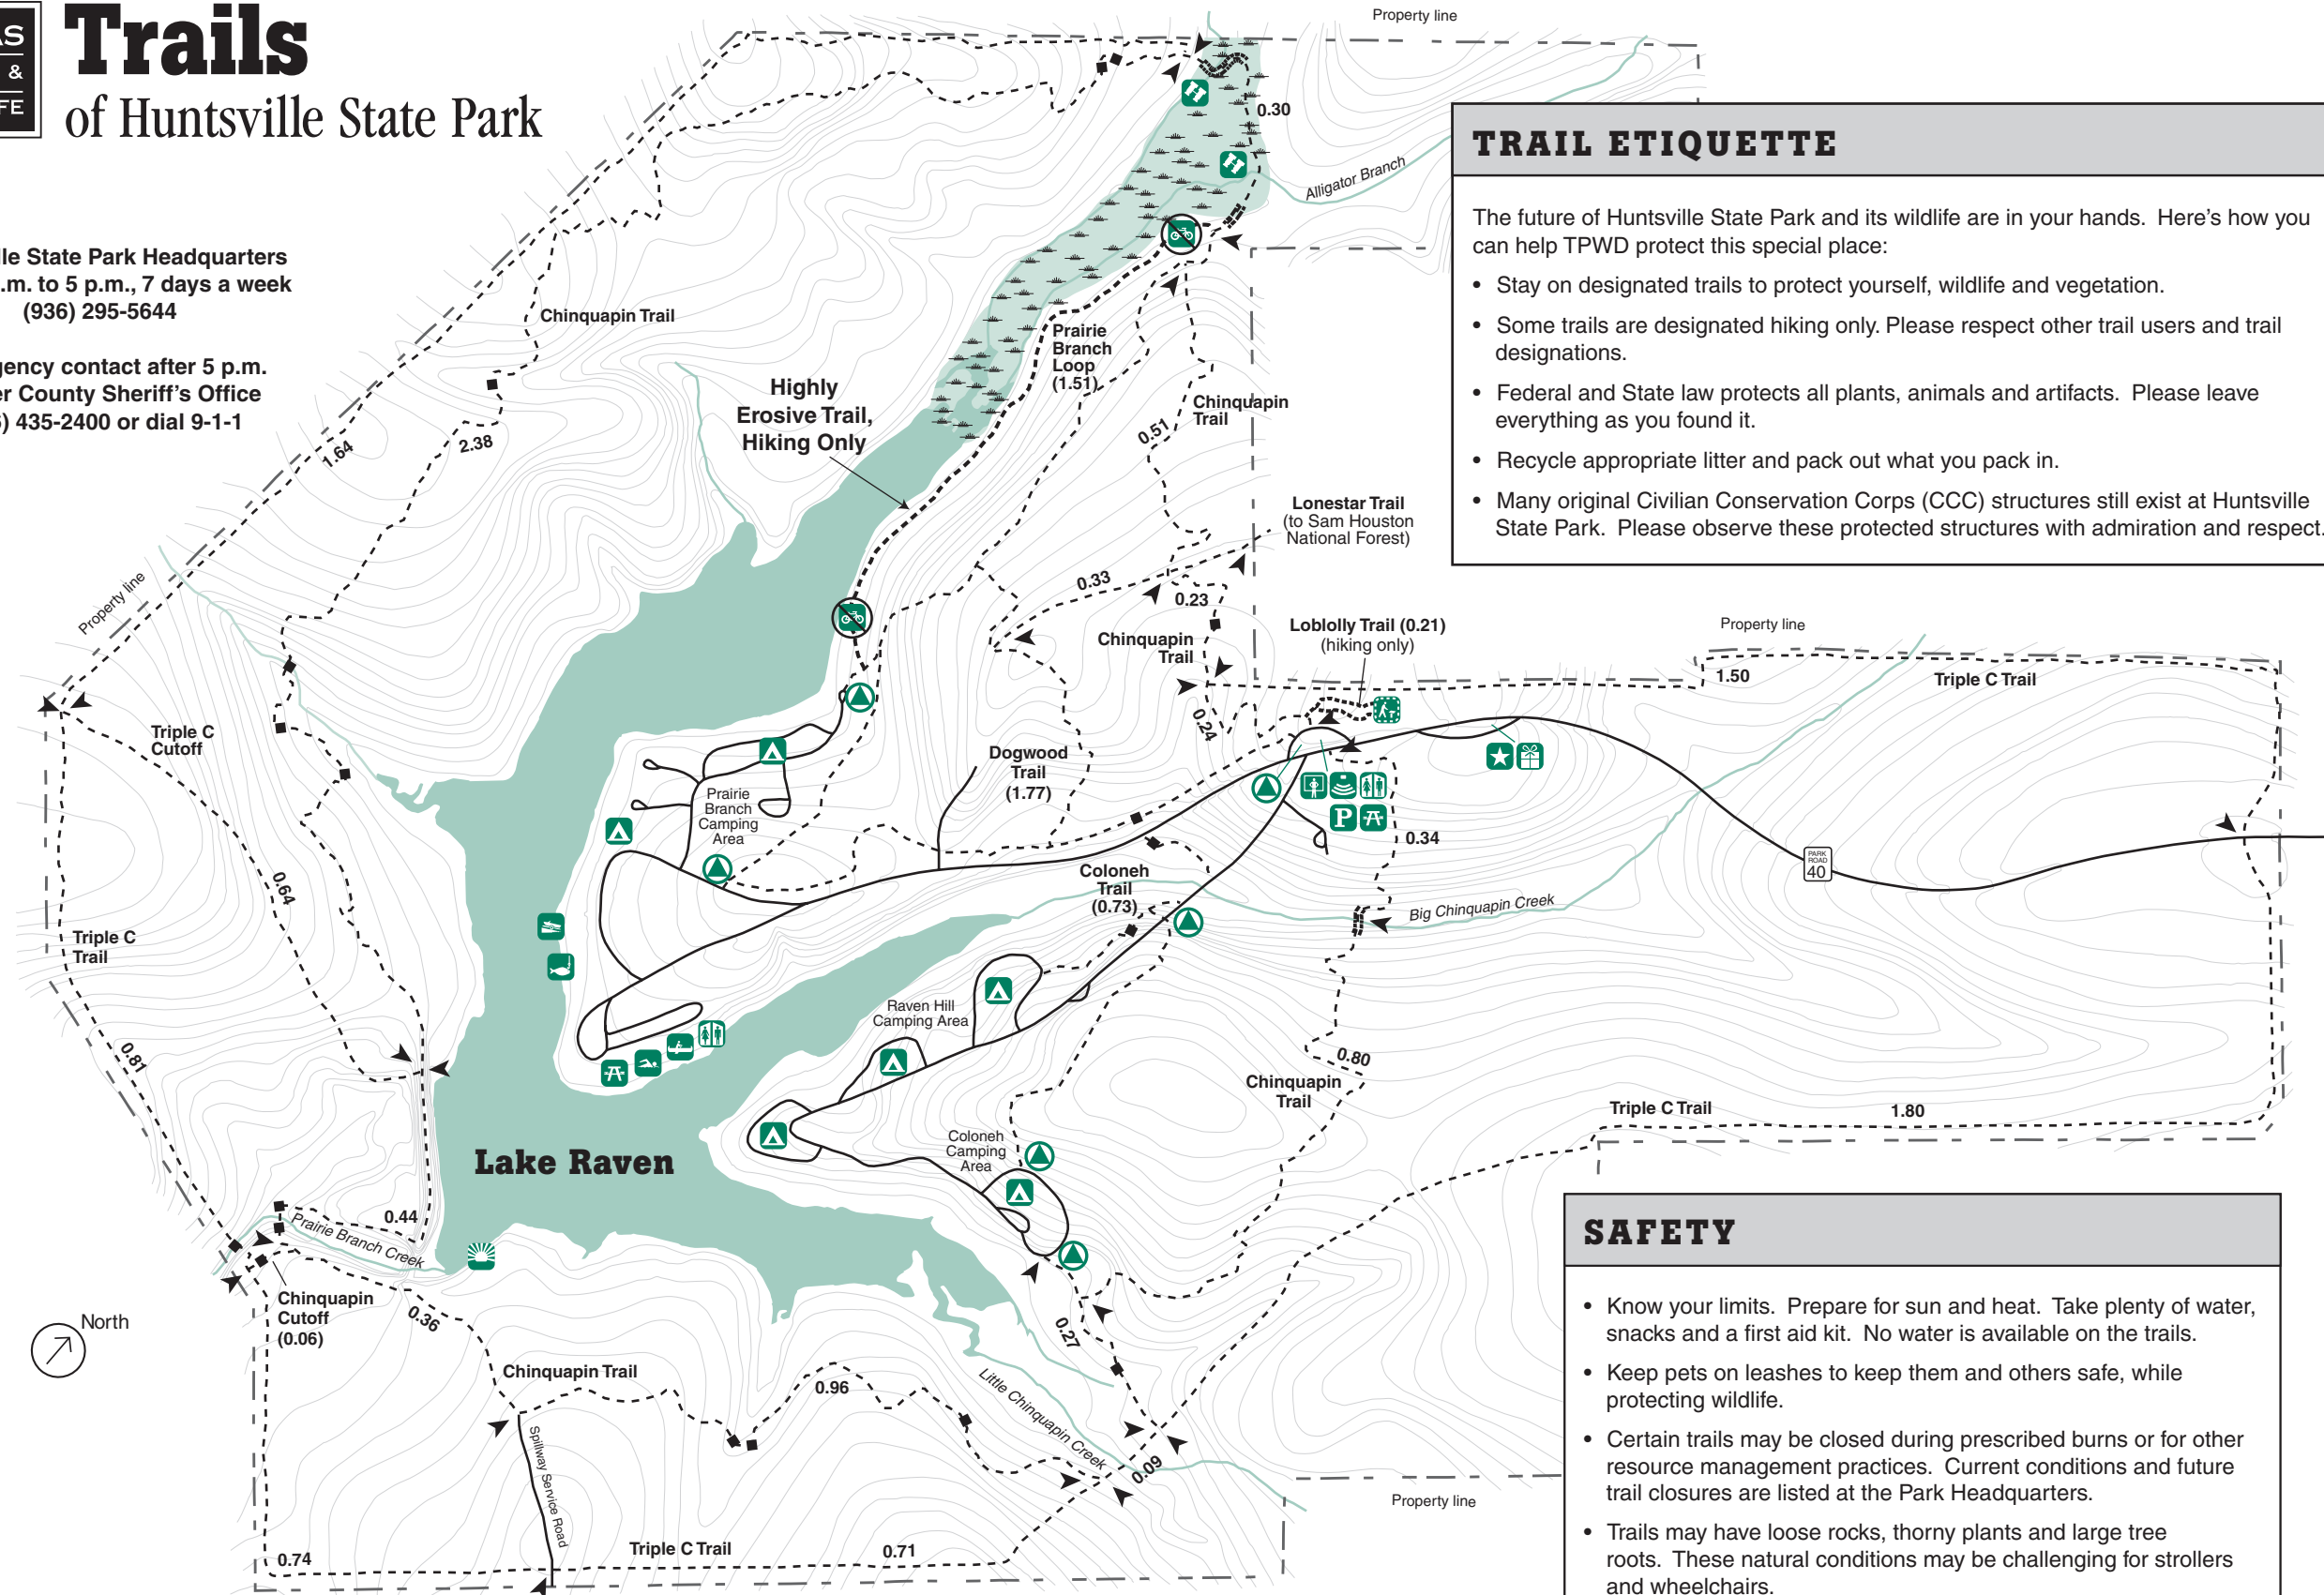 Trails
of Huntsville State Park
State Park Headquarters
to 5 p.m., 7 days a week
(936) 295-5644
contact after 5 p.m.
County Sheriff’s Office
435-2400 or dial 9-1-1
Property line
0.30
Alligator Branch
Chinquapin Trail
Prairie
Branch
Loop
(1.51)
Highly
Erosive Trail,
Hiking Only
Chinquapin
Trail
0.51
1.64
2.38
Lonestar Trail
(to Sam Houston
National Forest)
0.33
0.23
Property line
Chinquapin
Trail
Loblolly Trail (0.21)
(hiking only)
Property line
1.50
Triple C Trail
Triple C
Cutoff
0.24
Dogwood
Trail
(1.77)
Prairie
Branch
Camping
Area
P
0.34
PARK
ROAD
40
Coloneh
Trail
(0.73)
0.64
Big Chinquapin Creek
Triple C
Trail
Raven Hill
Camping Area
0.81
0.80
Chinquapin
Trail
Triple C Trail
1.80
Coloneh
Camping
Area
Lake Raven
0.44
Prairie Branch Creek
Chinquapin
Cutoff
(0.06)
0.36
North
0.27
Chinquapin Trail
0.96
Little Chinquapin Creek
Spillway Service Road
0.09
Property line
0.74
Triple C Trail
0.71
TRAIL ETIQUETTE
The future of Huntsville State Park and its wildlife are in your hands. Here’s how you
can help TPWD protect this special place:
• Stay on designated trails to protect yourself, wildlife and vegetation.
• Some trails are designated hiking only. Please respect other trail users and trail
designations.
• Federal and State law protects all plants, animals and artifacts. Please leave
everything as you found it.
• Recycle appropriate litter and pack out what you pack in.
• Many original Civilian Conservation Corps (CCC) structures still exist at Huntsville
State Park. Please observe these protected structures with admiration and respect.
SAFETY
• Know your limits. Prepare for sun and heat. Take plenty of water,
snacks and a first aid kit. No water is available on the trails.
• Keep pets on leashes to keep them and others safe, while
protecting wildlife.
• Certain trails may be closed during prescribed burns or for other
resource management practices. Current conditions and future
trail closures are listed at the Park Headquarters.
• Trails may have loose rocks, thorny plants and large tree
roots. These natural conditions may be challenging for strollers
and wheelchairs.